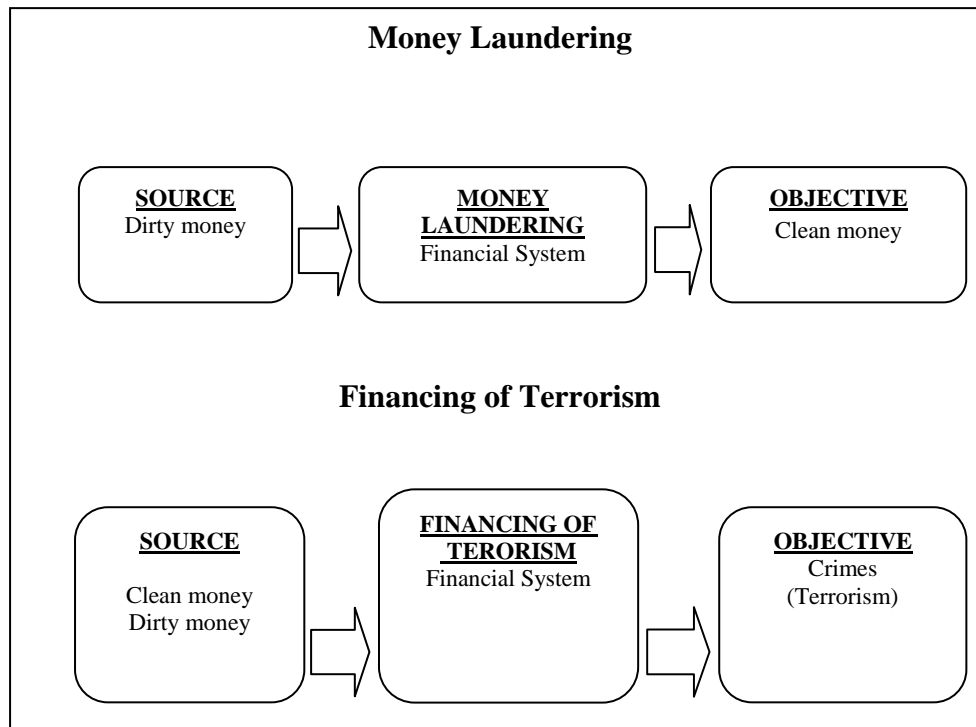 Money Laundering
SOURCE
Dirty money
MONEY
LAUNDERING
Financial System
OBJECTIVE
Clean money
Financing of Terrorism
SOURCE
Clean money
Dirty money
FINANCING OF
TERORISM
Financial System
OBJECTIVE
Crimes
(Terrorism)